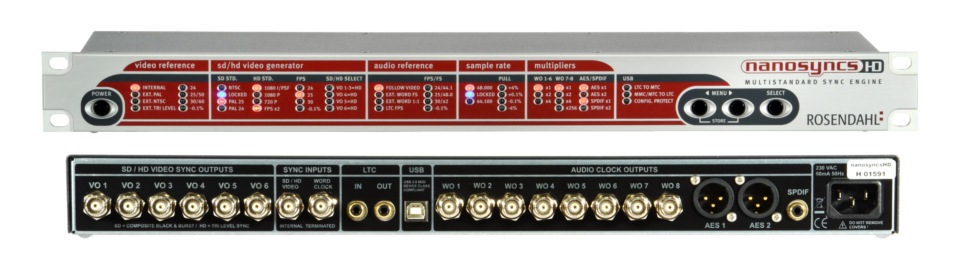 video reference
sd/hd video generator
audio reference
sample rate
multipliers
nanosyncs HD
MULTISTANDARD SYNC ENGINE
SD STD. HD STD. FPS SD/HD SELECT
FPS/FS
PULL
WO 1-6 WO 7-8 AES/SPDIF
USB
POWER
INTERNAL 24
EXT. PAL 25/50
EXT. NTSC 30/60
EXT. TRI LEVEL -0.1%
NTSC 1080 I/PSF 24 VO 1-3=HD
LOCKED 1080 P 25 VO 4=HD
PAL 25 720 P 30 VO 5=HD
PAL 24 FPS x2 -0.1% VO 6=HD
FOLLOW VIDEO 24/44.1
EXT. WORD FS 25/48.0
EXT. WORD 1:1 30/x2
LTC FPS -0.1%
48,000 +4%
LOCKED +0.1%
44,100 -0.1%
-4%
x1 x1 AES x1
x2 x2 AES x2
x4 x4 SPDIF x1
x256 SPDIF x2
LTC TO MTC
MMC/MTC TO LTC
CONFIG. PROTECT
MENU
STORE
SELECT
ROSENDAHL
SD / HD VIDEO SYNC OUTPUTS
VO 1 VO 2 VO 3 VO 4 VO 5 VO 6
SD = COMPOSITE BLACK & BURST / HD = TRI LEVEL SYNC
SYNC INPUTS
SD / HD VIDEO
WORD CLOCK
INTERNAL TERMINATED
LTC
IN OUT
USB
USB 2.0 MIDI
DEVICE CLASS
COMPLIANT
AUDIO CLOCK OUTPUTS
WO 1 WO 2 WO 3 WO 4 WO 5 WO 6 WO 7 WO 8
AES 1 AES 2
SPDIF
230 VAC
50mA 50Hz
CE
nanosyncsHD
H 01591
DO NOT REMOVE
COVERS!